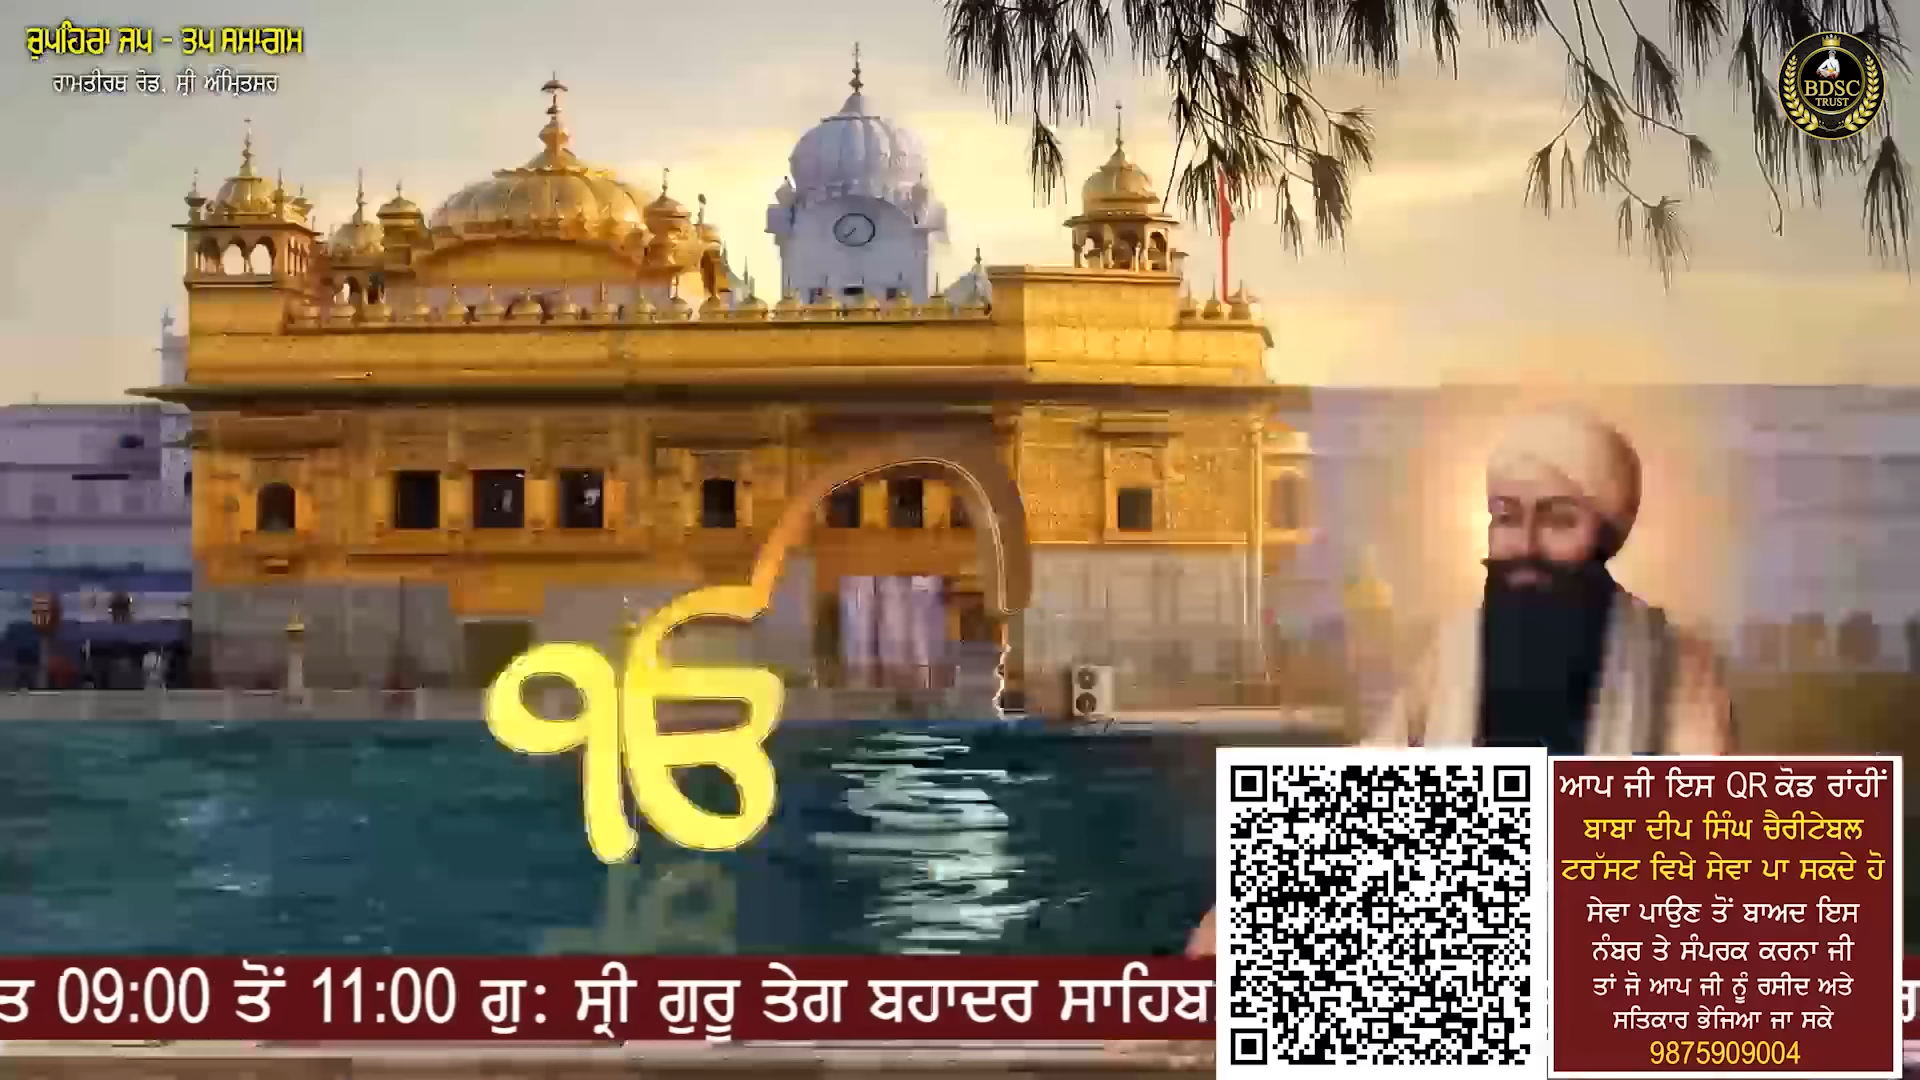 ਚੁਪਹਿਰਾ ਜਪ - ਤਪ ਸਮਾਗਮ
ਰਾਮਤੀਰਥ ਰੋਡ, ਸ੍ਰੀ ਅੰਮ੍ਰਿਤਸਰ
BDSC
TRUST
ੴ
ਆਪ ਜੀ ਇਸ QR ਕੋਡ ਰਾਂਹੀਂ
ਬਾਬਾ ਦੀਪ ਸਿੰਘ ਚੈਰੀਟੇਬਲ
ਟਰੱਸਟ ਵਿਖੇ ਸੇਵਾ ਪਾ ਸਕਦੇ ਹੋ
ਸੇਵਾ ਪਾਉਣ ਤੋਂ ਬਾਅਦ ਇਸ
ਨੰਬਰ ਤੇ ਸੰਪਰਕ ਕਰਨਾ ਜੀ
ਤਾਂ ਜੋ ਆਪ ਜੀ ਨੂੰ ਰਸੀਦ ਅਤੇ
ਸਤਿਕਾਰ ਭੇਜਿਆ ਜਾ ਸਕੇ
9875909004
09:00 ਤੋਂ 11:00 ਗੁ: ਸ੍ਰੀ ਗੁਰੂ ਤੇਗ ਬਹਾਦਰ ਸਾਹਿਬ